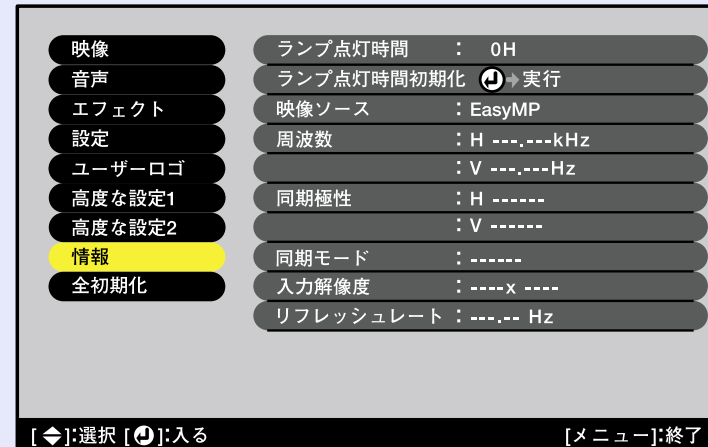 映像
音声
エフェクト
設定
ユーザーロゴ
高度な設定1
高度な設定2
情報
全初期化
ランプ点灯時間 : 0H
ランプ点灯時間初期化 実行
映像ソース :EasyMP
周波数 :H ---.---kHz
:V ---.---Hz
同期極性 :H ------
:V ------
同期モード :------
入力解像度 :----x ----
リフレッシュレート :---.-- Hz
[ ]:選択 [ ]:入る
[メニュー]:終了